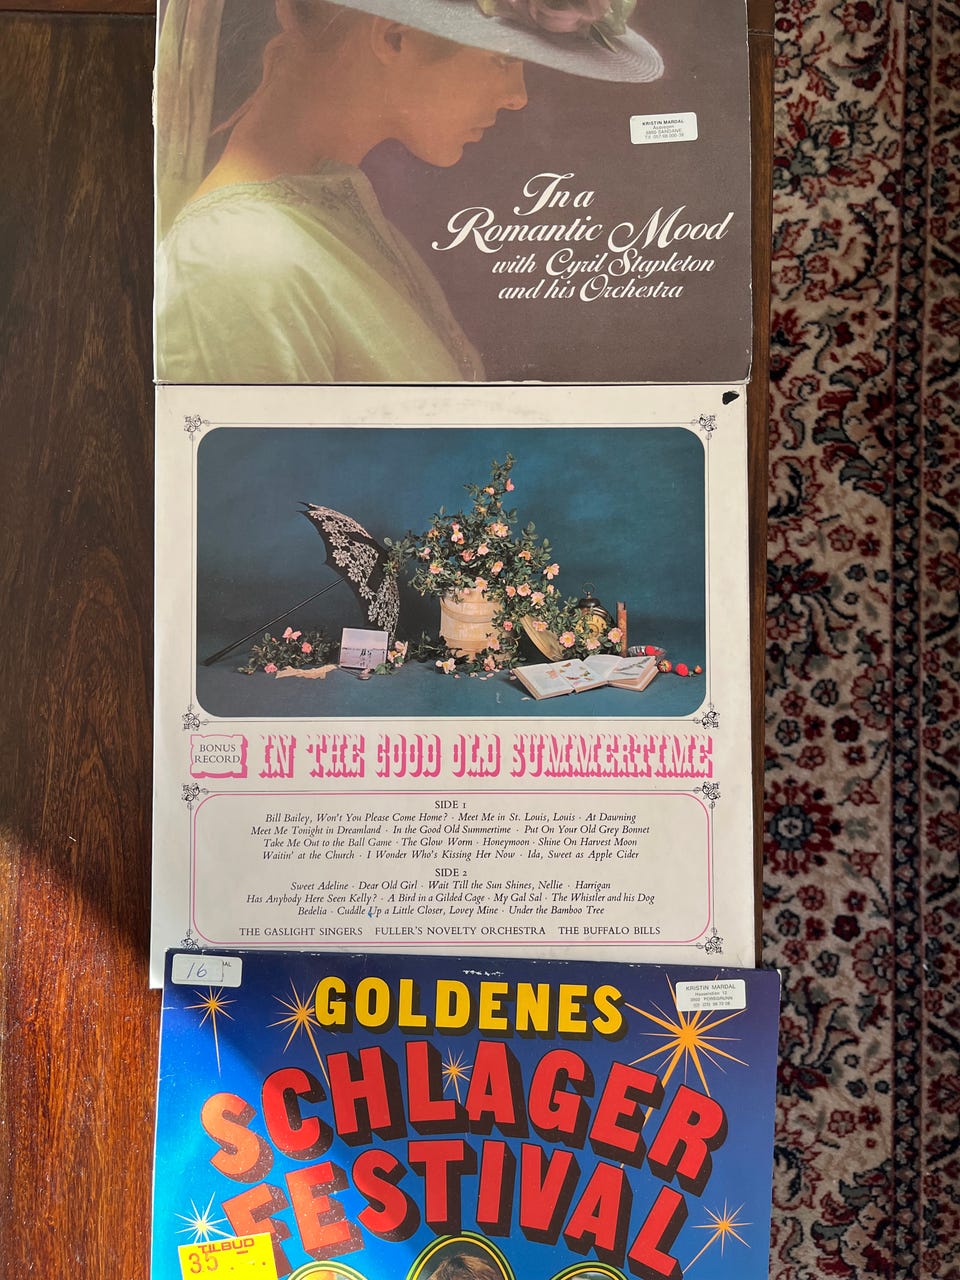 KRISTIN MARDAL
In a
Romantic Mood
with Cyril Stapleton
and his Orchestra
BONUS
RECORD
IN THE GOOD OLD SUMMERTIME
SIDE 1
Bill Bailey, Won't You Please Come Home? · Meet Me in St. Louis, Louis · At Dawning
Meet Me Tonight in Dreamland · In the Good Old Summertime · Put On Your Old Grey Bonnet
Take Me Out to the Ball Game · The Glow Worm · Honeymoon · Shine On Harvest Moon
Waitin' at the Church · I Wonder Who's Kissing Her Now · Ida, Sweet as Apple Cider
SIDE 2
Sweet Adeline · Dear Old Girl · Wait Till the Sun Shines, Nellie · Harrigan
Has Anybody Here Seen Kelly? · A Bird in a Gilded Cage · My Gal Sal · The Whistler and his Dog
Bedelia · Cuddle Up a Little Closer, Lovey Mine · Under the Bamboo Tree
THE GASLIGHT SINGERS FULLER'S NOVELTY ORCHESTRA THE BUFFALO BILLS
16
KRISTIN MARDAL
GOLDENES
SCHLAGER
FESTIVAL
TILBUD
35